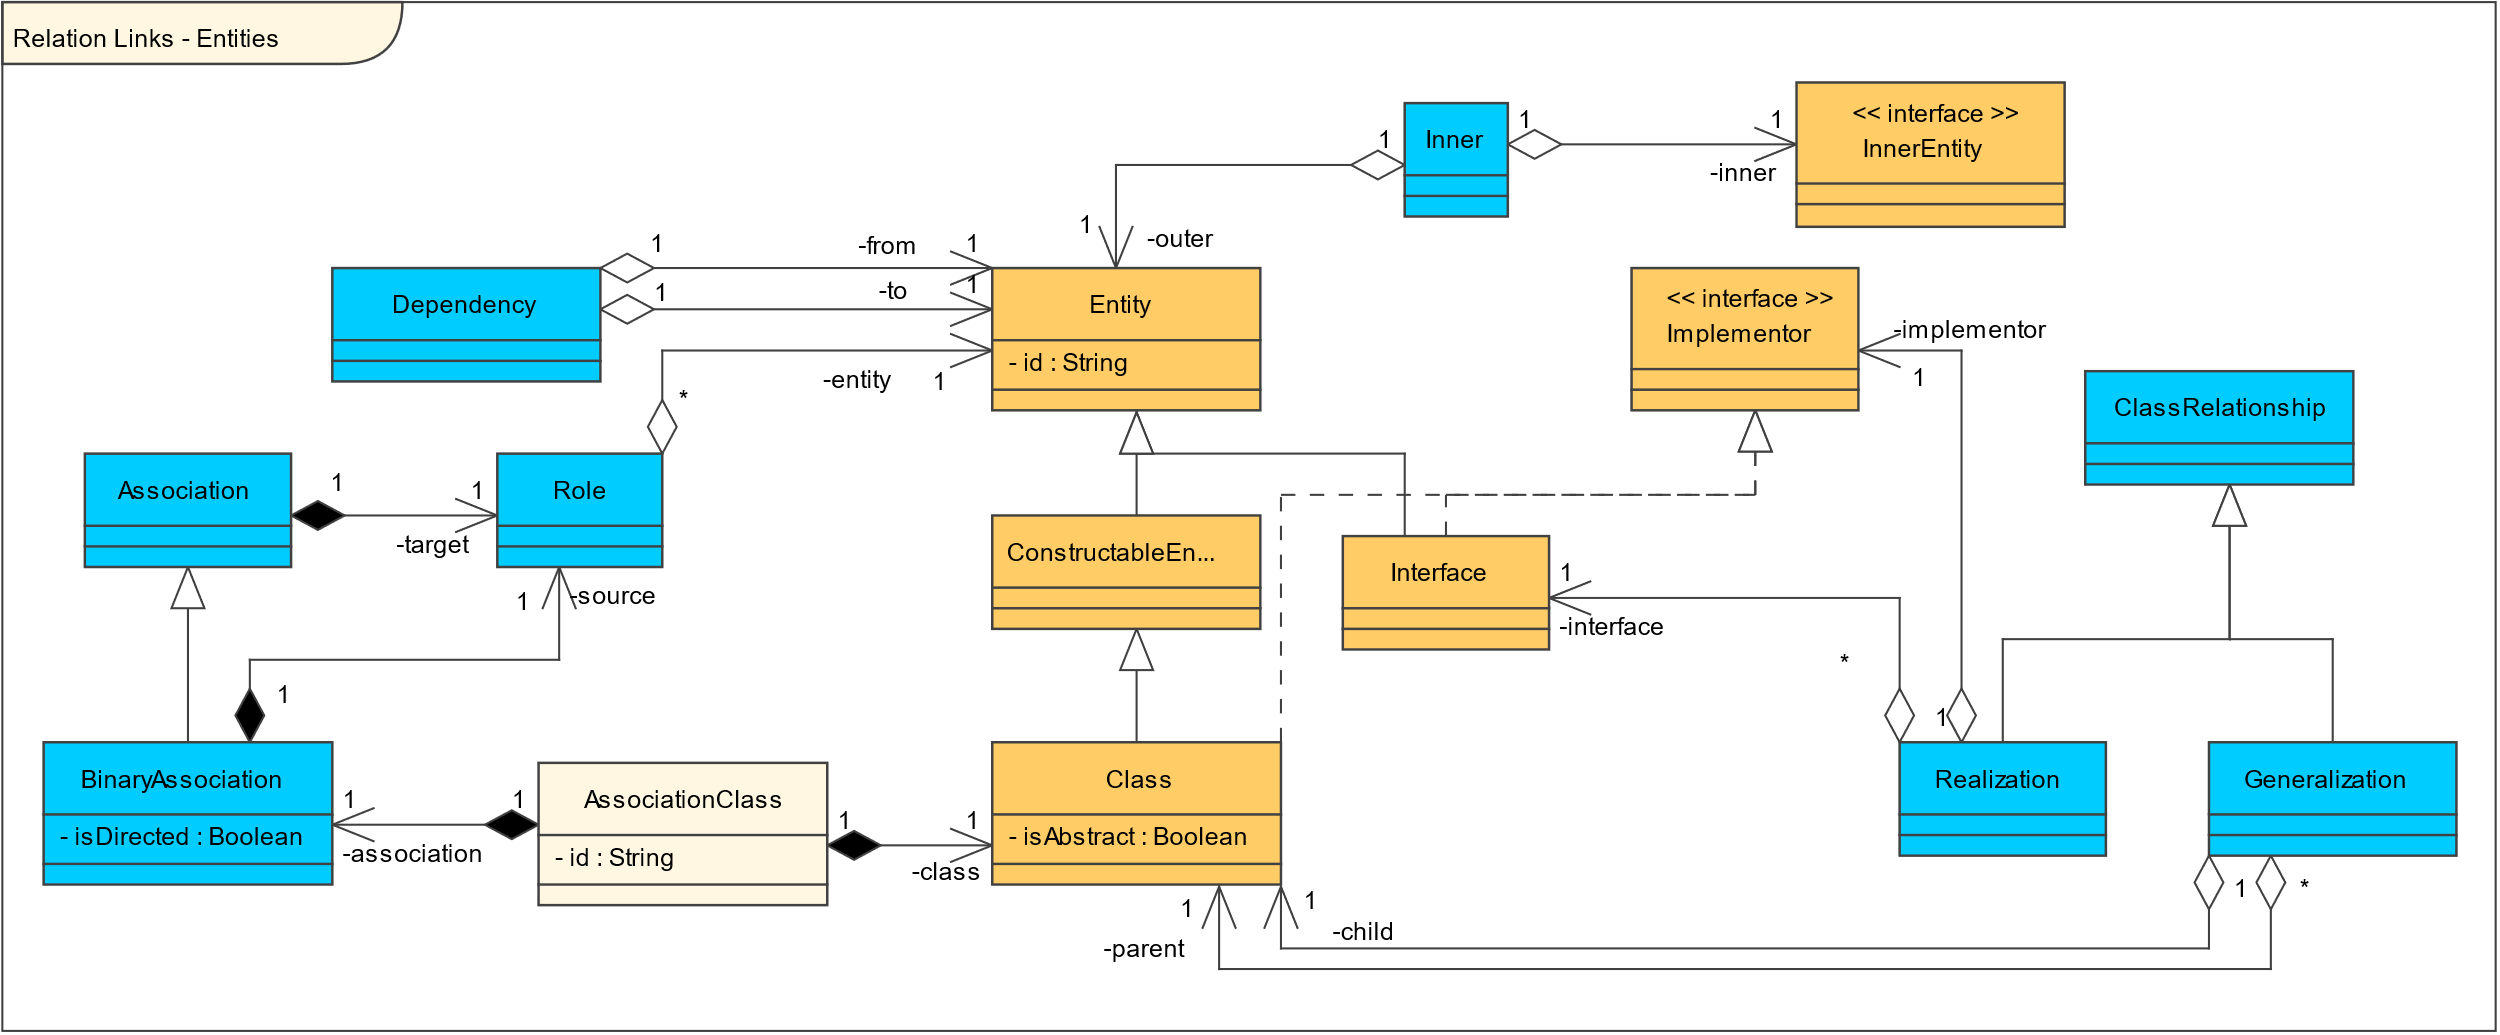 Relation Links - Entities
<< interface >>
InnerEntity
Inner
1
1
1
-inner
1
-outer
Dependency
1
-from
1
1
-to
1
Entity
- id : String
<< interface >>
Implementor
-implementor
1
-entity
1
*
ClassRelationship
Association
1
1
-target
Role
ConstructableEn...
Interface
1
-interface
1
-source
*
1
1
BinaryAssociation
- isDirected : Boolean
1
-association
1
AssociationClass
- id : String
1
1
-class
Class
- isAbstract : Boolean
Realization
Generalization
1
*
1
1
-child
-parent